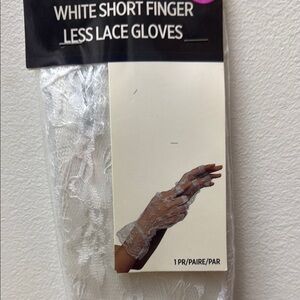 WHITE SHORT FINGER
LESS LACE GLOVES
1 PR/PAIRE/PAR